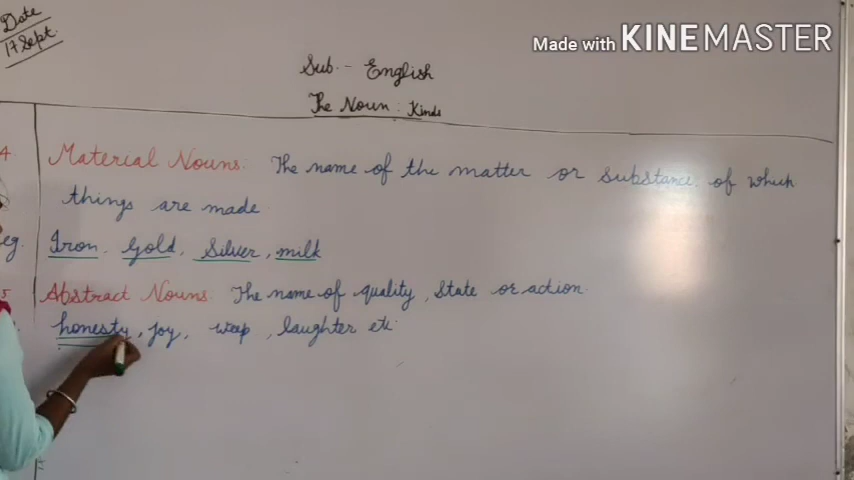 Date
17 Sept.
Made with KINEMASTER
Sub. - English
The Noun : Kinds
4 Material Nouns: The name of the matter or substance of which
things are made
eg. Iron, Gold, Silver, milk
5 Abstract Nouns. The name of quality, state or action.
honesty, joy, weep, laughter etc.